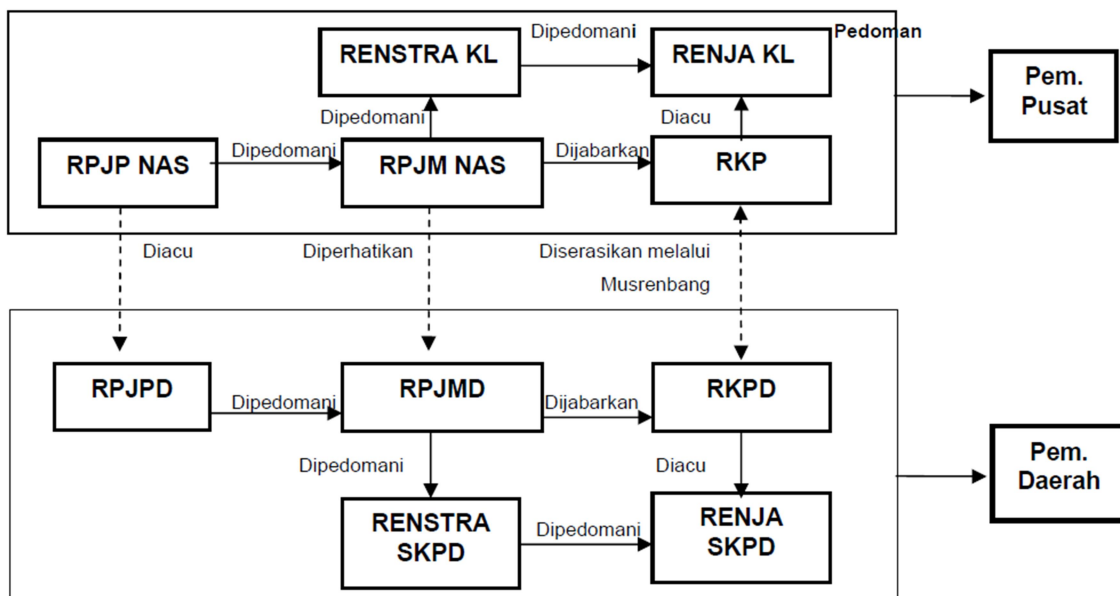 Dipedomani
Pedoman
RENSTRA KL
RENJA KL
Pem.
Pusat
Dipedomani
Diacu
RPJP NAS
Dipedomani
RPJM NAS
Dijabarkan
RKP
Diacu
Diperhatikan
Diserasikan melalui
Musrenbang
RPJPD
Dipedomani
RPJMD
Dijabarkan
RKPD
Pem.
Daerah
Dipedomani
Diacu
RENSTRA
SKPD
Dipedomani
RENJA
SKPD